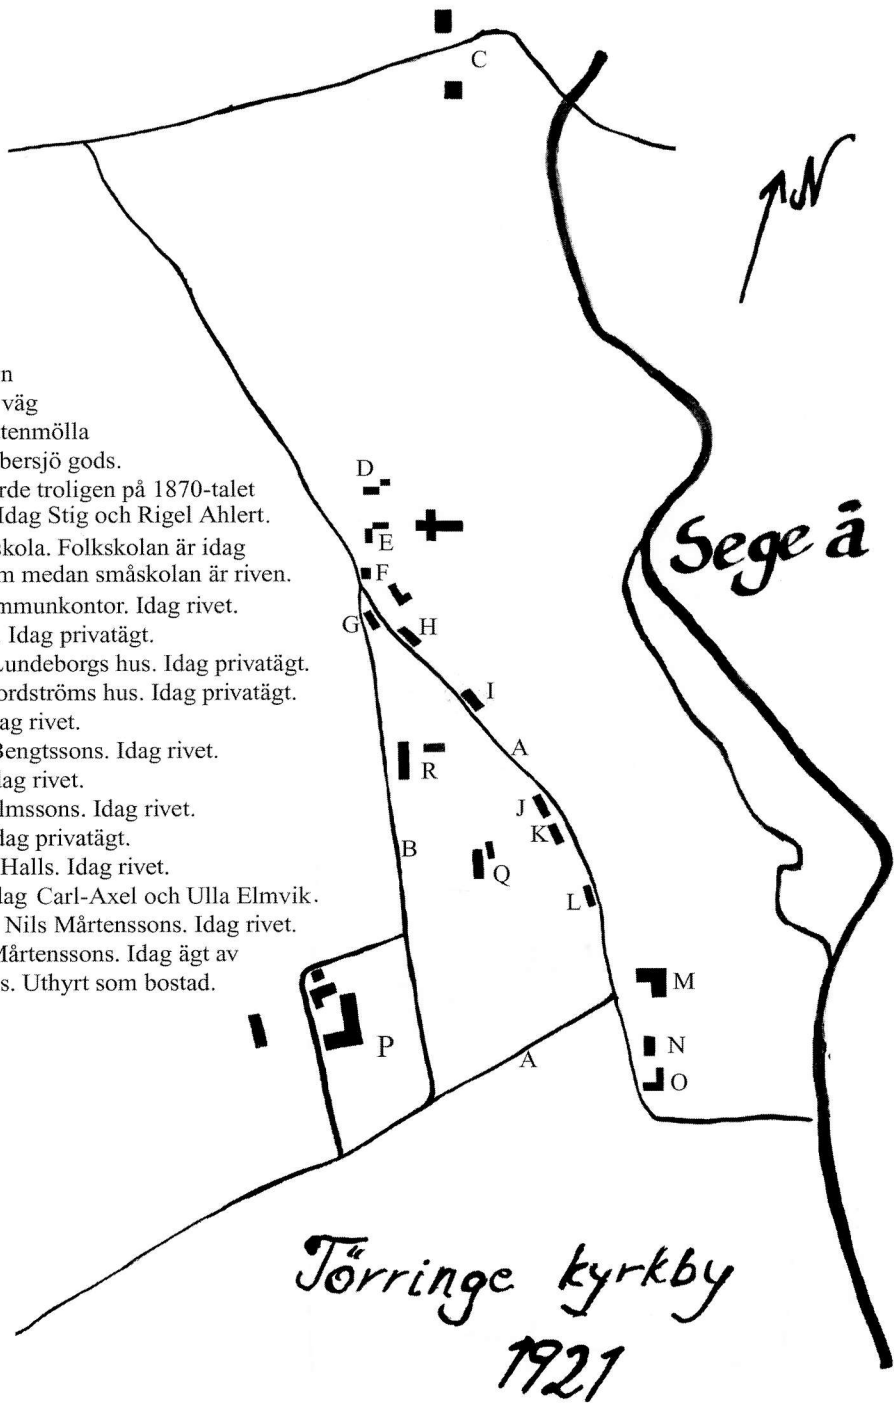 C
N
n
väg
tenmölla
bersjö gods.
rde troligen på 1870-talet
Idag Stig och Rigel Ahlert.
skola. Folkskolan är idag
m medan småskolan är riven.
mmunkontor. Idag rivet.
. Idag privatägt.
Lundeborgs hus. Idag privatägt.
ordströms hus. Idag privatägt.
ag rivet.
Bengtssons. Idag rivet.
dag rivet.
lmssons. Idag rivet.
dag privatägt.
Halls. Idag rivet.
dag Carl-Axel och Ulla Elmvik.
Nils Mårtenssons. Idag rivet.
Mårtenssons. Idag ägt av
s. Uthyrt som bostad.
D
E
F
G
H
I
A
R
J
K
B
Q
L
M
N
O
P
A
Sege å
Törringe kyrkby
1921